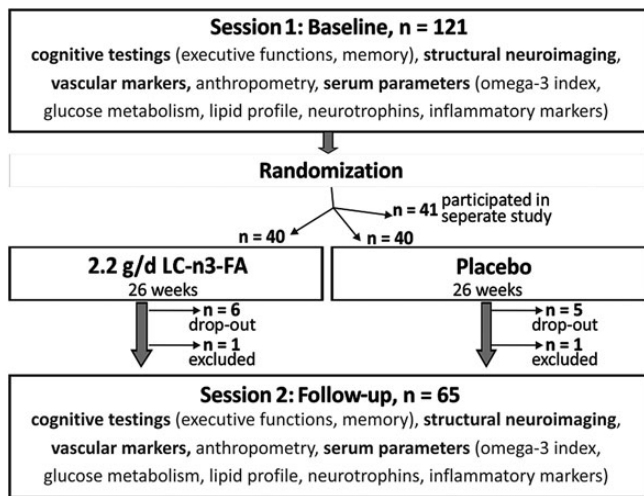 Session 1: Baseline, n = 121
cognitive testings (executive functions, memory), structural neuroimaging,
vascular markers, anthropometry, serum parameters (omega-3 index,
glucose metabolism, lipid profile, neurotrophins, inflammatory markers)
Randomization
n = 41 participated in
seperate study
n = 40
n = 40
2.2 g/d LC-n3-FA
26 weeks
Placebo
26 weeks
n = 6
drop-out
n = 1
excluded
n = 5
drop-out
n = 1
excluded
Session 2: Follow-up, n = 65
cognitive testings (executive functions, memory), structural neuroimaging,
vascular markers, anthropometry, serum parameters (omega-3 index,
glucose metabolism, lipid profile, neurotrophins, inflammatory markers)